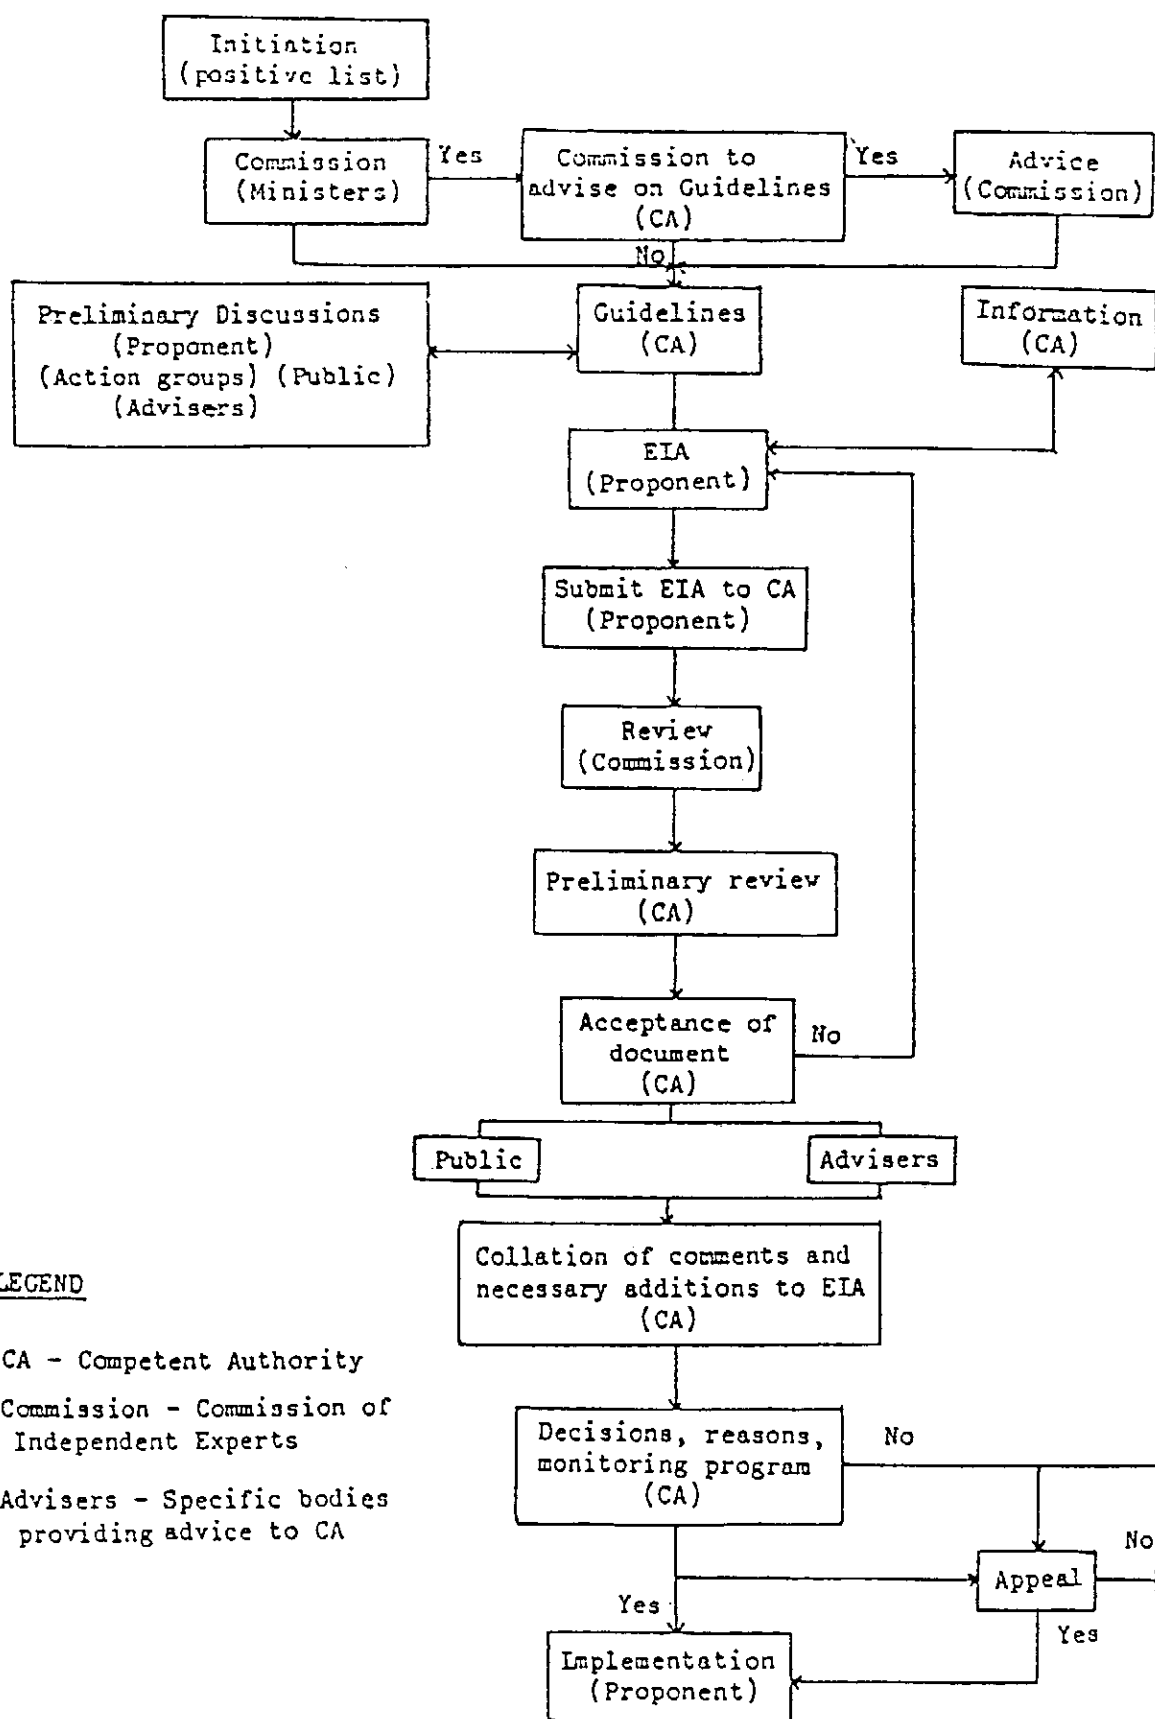 Initiation
(positive list)
Commission
(Ministers)
Yes
Commission to
advise on Guidelines
(CA)
Yes
Advice
(Commission)
No
Preliminary Discussions
(Proponent)
(Action groups) (Public)
(Advisers)
Guidelines
(CA)
Information
(CA)
EIA
(Proponent)
Submit EIA to CA
(Proponent)
Review
(Commission)
Preliminary review
(CA)
Acceptance of
document
(CA)
No
Public
Advisers
Collation of comments and
necessary additions to EIA
(CA)
LEGEND
CA - Competent Authority
Commission - Commission of
Independent Experts
Advisers - Specific bodies
providing advice to CA
Decisions, reasons,
monitoring program
(CA)
No
Appeal
No
Yes
Yes
Implementation
(Proponent)